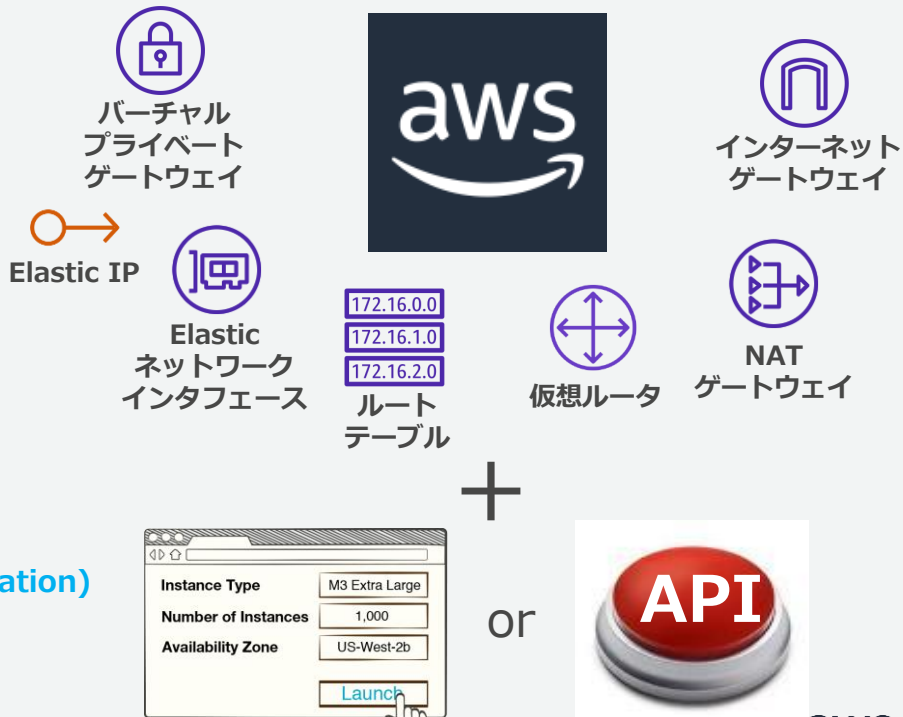 バーチャル
プライベート
ゲートウェイ
aws
インターネット
ゲートウェイ
Elastic IP
Elastic
ネットワーク
インタフェース
172.16.0.0
172.16.1.0
172.16.2.0
ルート
テーブル
仮想ルータ
NAT
ゲートウェイ
+
ation)
Instance Type M3 Extra Large
Number of Instances 1,000
Availability Zone US-West-2b
Launch
or
API